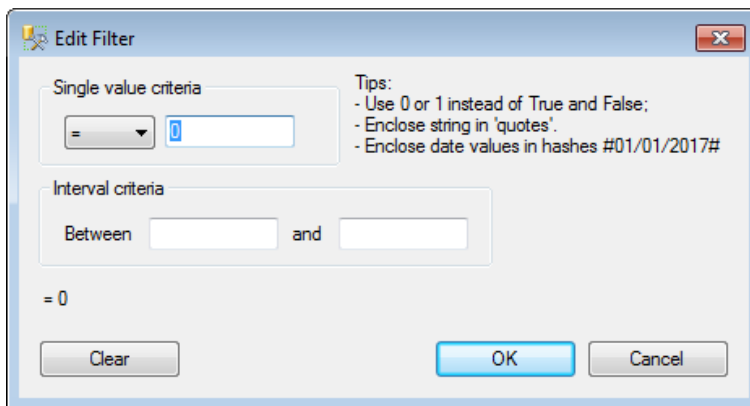 Edit Filter
Single value criteria
= 0
Tips:
- Use 0 or 1 instead of True and False;
- Enclose string in 'quotes'.
- Enclose date values in hashes #01/01/2017#
Interval criteria
Between and
= 0
Clear OK Cancel